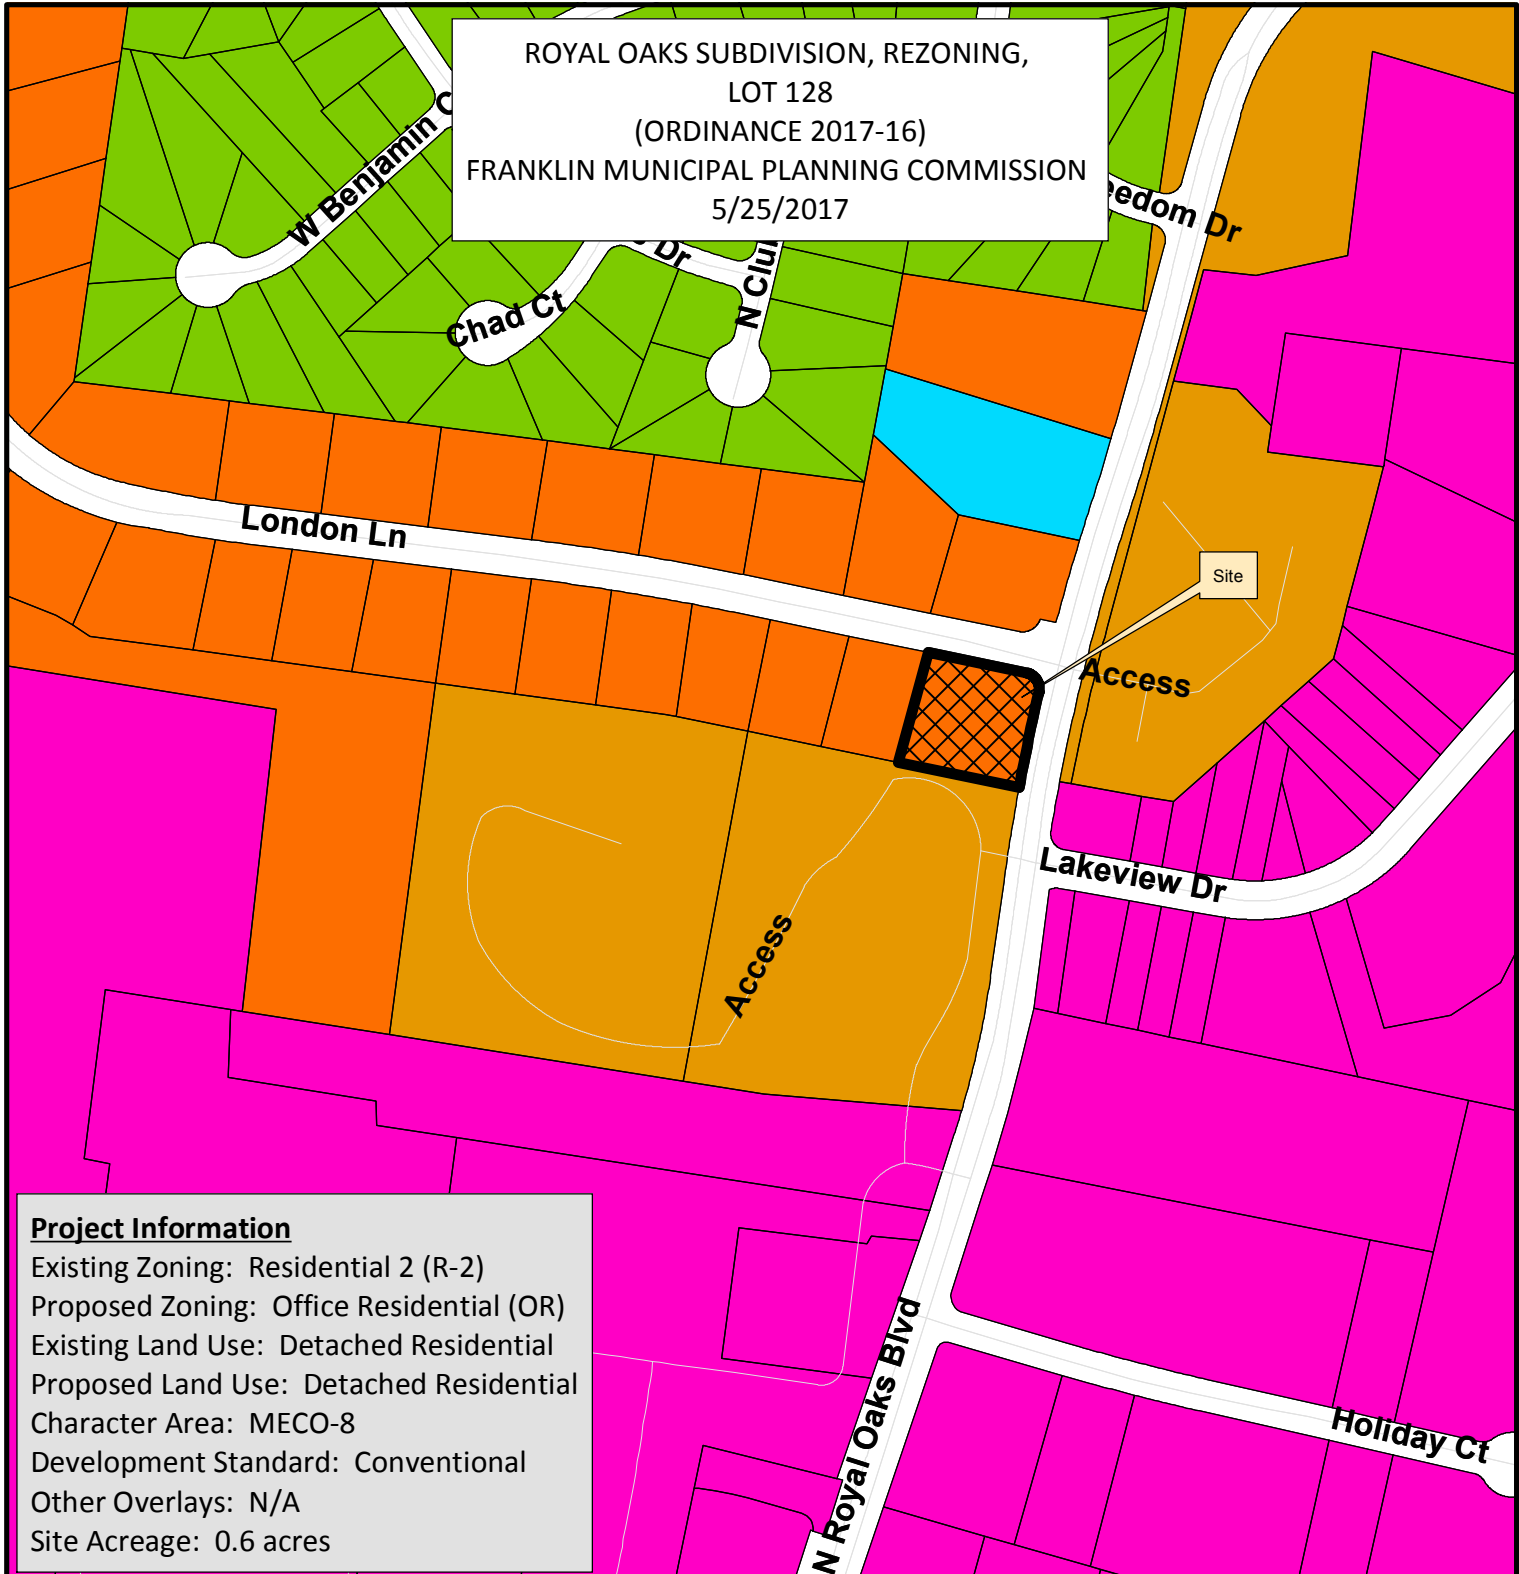 ROYAL OAKS SUBDIVISION, REZONING,
LOT 128
(ORDINANCE 2017-16)
FRANKLIN MUNICIPAL PLANNING COMMISSION
5/25/2017
W Benjamin
Dr
Dr
Chad Ct
N
London Ln
Site
Access
Lakeview Dr
Access
N Royal Oaks Blvd
Holiday Ct
Project Information
Existing Zoning: Residential 2 (R-2)
Proposed Zoning: Office Residential (OR)
Existing Land Use: Detached Residential
Proposed Land Use: Detached Residential
Character Area: MECO-8
Development Standard: Conventional
Other Overlays: N/A
Site Acreage: 0.6 acres